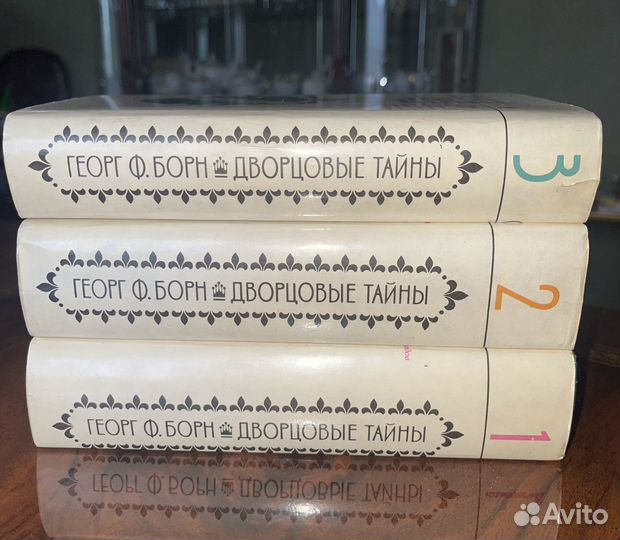 ГЕОРГ Ф. БОРН ДВОРЦОВЫЕ ТАЙНЫ 3
ГЕОРГ Ф. БОРН ДВОРЦОВЫЕ ТАЙНЫ 2
ГЕОРГ Ф. БОРН ДВОРЦОВЫЕ ТАЙНЫ 1
Avito